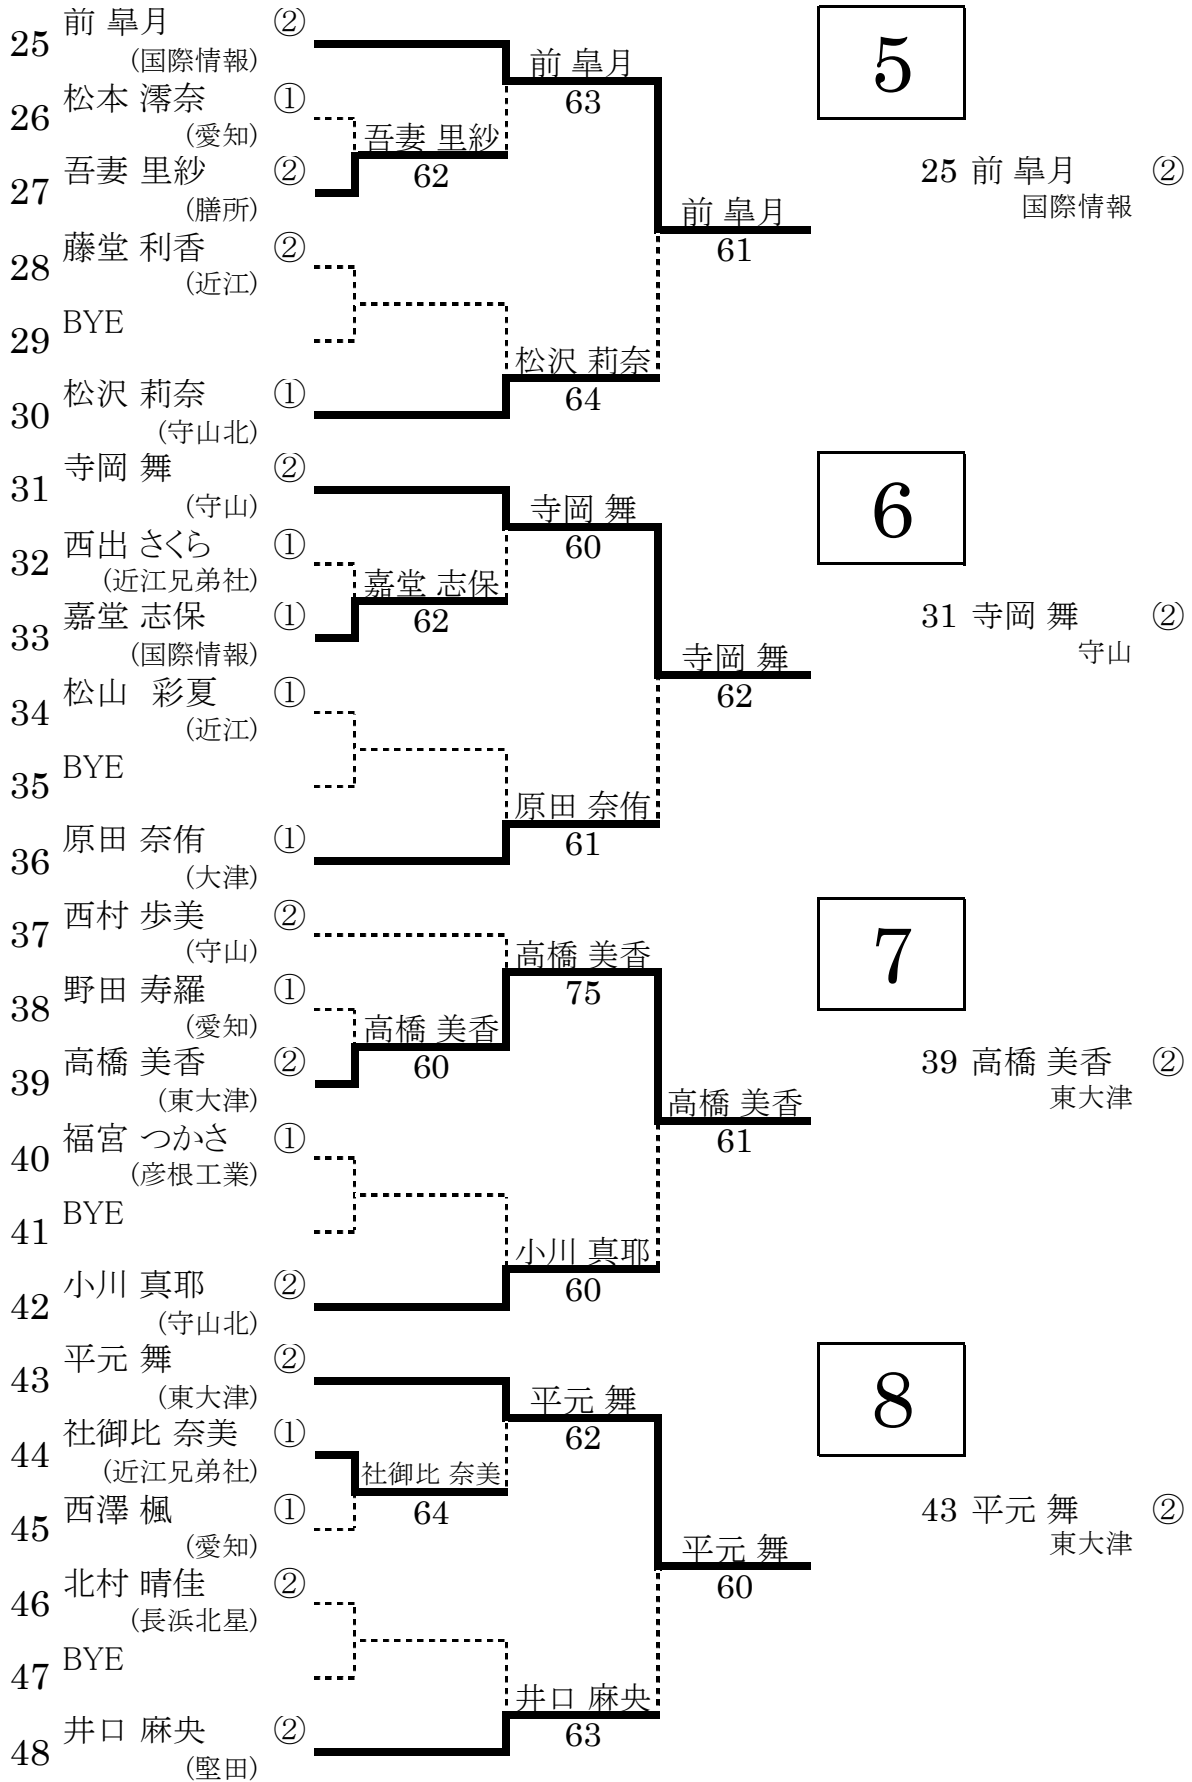 25 前 皐月 ②
(国際情報)
26 松本 澪奈 ①
(愛知)
27 吾妻 里紗 ②
(膳所)
28 藤堂 利香 ②
(近江)
29 BYE
30 松沢 莉奈 ①
(守山北)
吾妻 里紗
62
前 皐月
63
松沢 莉奈
64
前 皐月
61
5
25 前 皐月 ②
国際情報
31 寺岡 舞 ②
(守山)
32 西出 さくら ①
(近江兄弟社)
33 嘉堂 志保 ①
(国際情報)
34 松山 彩夏 ①
(近江)
35 BYE
36 原田 奈侑 ①
(大津)
嘉堂 志保
62
寺岡 舞
60
原田 奈侑
61
寺岡 舞
62
6
31 寺岡 舞 ②
守山
37 西村 歩美 ②
(守山)
38 野田 寿羅 ①
(愛知)
39 高橋 美香 ②
(東大津)
40 福宮 つかさ ①
(彦根工業)
41 BYE
42 小川 真耶 ②
(守山北)
高橋 美香
60
高橋 美香
75
小川 真耶
60
高橋 美香
61
7
39 高橋 美香 ②
東大津
43 平元 舞 ②
(東大津)
44 社御比 奈美 ①
(近江兄弟社)
45 西澤 楓 ①
(愛知)
46 北村 晴佳 ②
(長浜北星)
47 BYE
48 井口 麻央 ②
(堅田)
社御比 奈美
64
平元 舞
62
井口 麻央
63
平元 舞
60
8
43 平元 舞 ②
東大津